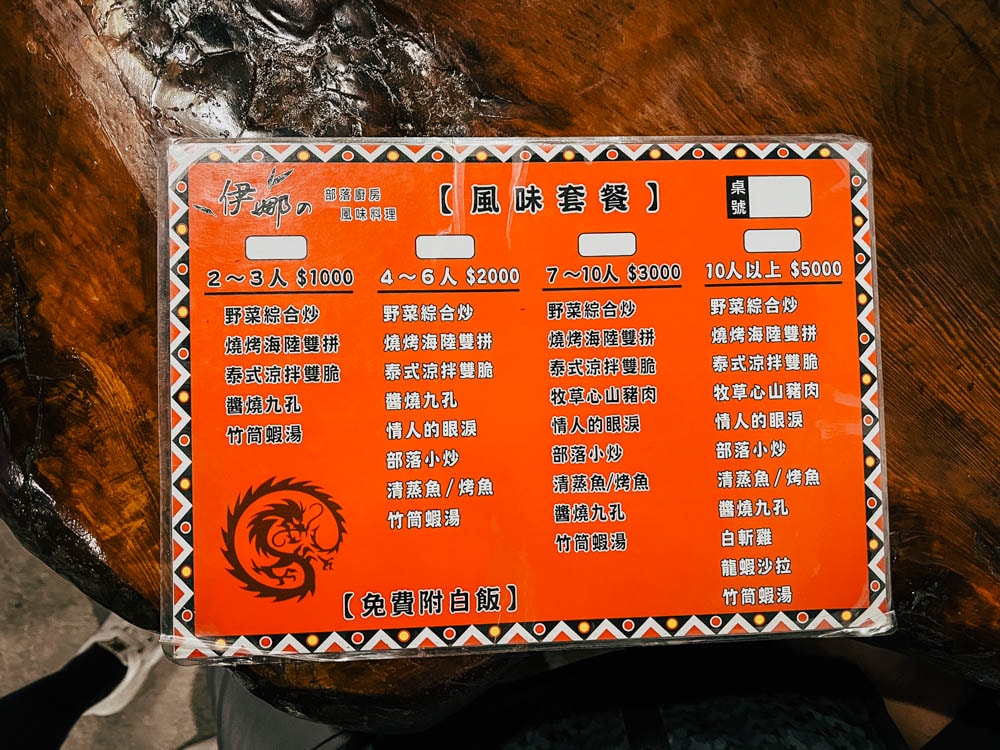 伊娜の
部落廚房
風味料理
【風味套餐】
桌號
2～3人 $1000
野菜綜合炒
燒烤海陸雙拼
泰式涼拌雙脆
醬燒九孔
竹筒蝦湯
4～6人 $2000
野菜綜合炒
燒烤海陸雙拼
泰式涼拌雙脆
醬燒九孔
情人的眼淚
部落小炒
清蒸魚/烤魚
竹筒蝦湯
7～10人 $3000
野菜綜合炒
燒烤海陸雙拼
泰式涼拌雙脆
牧草心山豬肉
情人的眼淚
部落小炒
清蒸魚/烤魚
醬燒九孔
竹筒蝦湯
10人以上 $5000
野菜綜合炒
燒烤海陸雙拼
泰式涼拌雙脆
牧草心山豬肉
情人的眼淚
部落小炒
清蒸魚/烤魚
醬燒九孔
白斬雞
龍蝦沙拉
竹筒蝦湯
【免費附白飯】